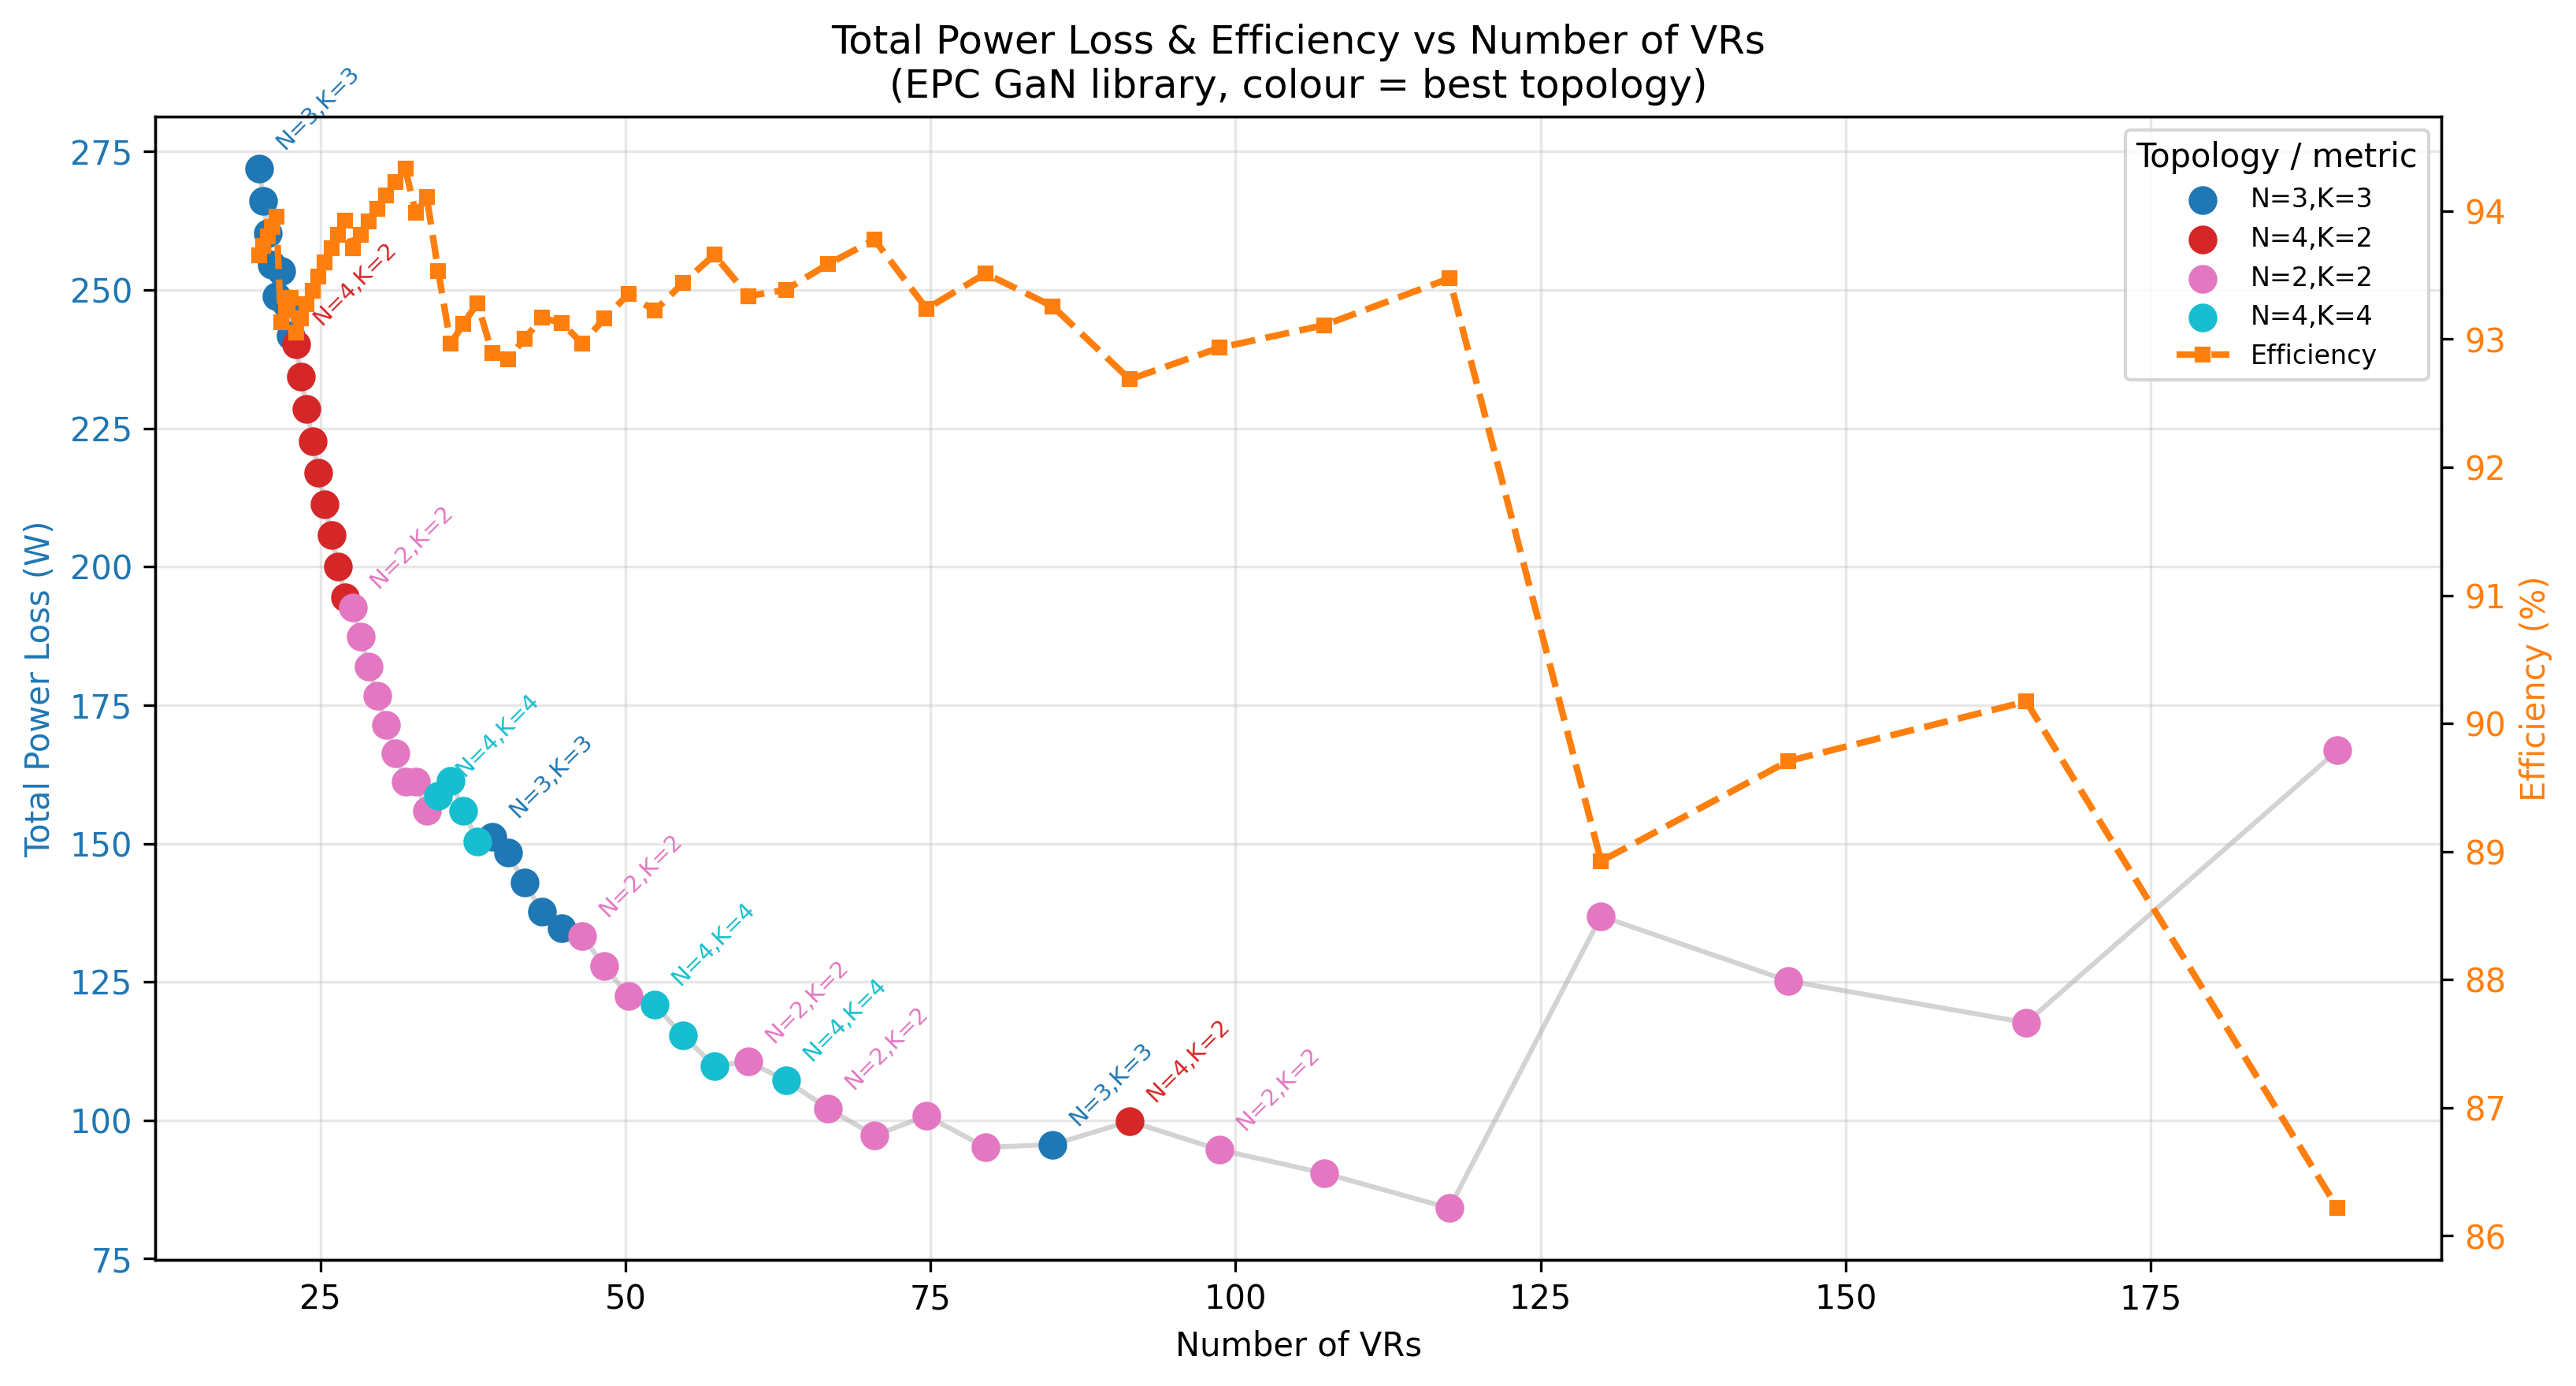 Total Power Loss & Efficiency vs Number of VRs
(EPC GaN library, colour = best topology)
N=3,K=3
275
250
225
200
175
150
125
100
75
Total Power Loss (W)
N=4,K=2
N=2,K=2
N=4,K=4
N=3,K=3
N=2,K=2
N=4,K=4
N=2,K=2
N=4,K=4
N=2,K=2
N=3,K=3
N=4,K=2
N=2,K=2
Topology / metric
N=3,K=3
N=4,K=2
N=2,K=2
N=4,K=4
Efficiency
94
93
92
91
90
89
88
87
86
Efficiency (%)
25
50
75
100
125
150
175
Number of VRs